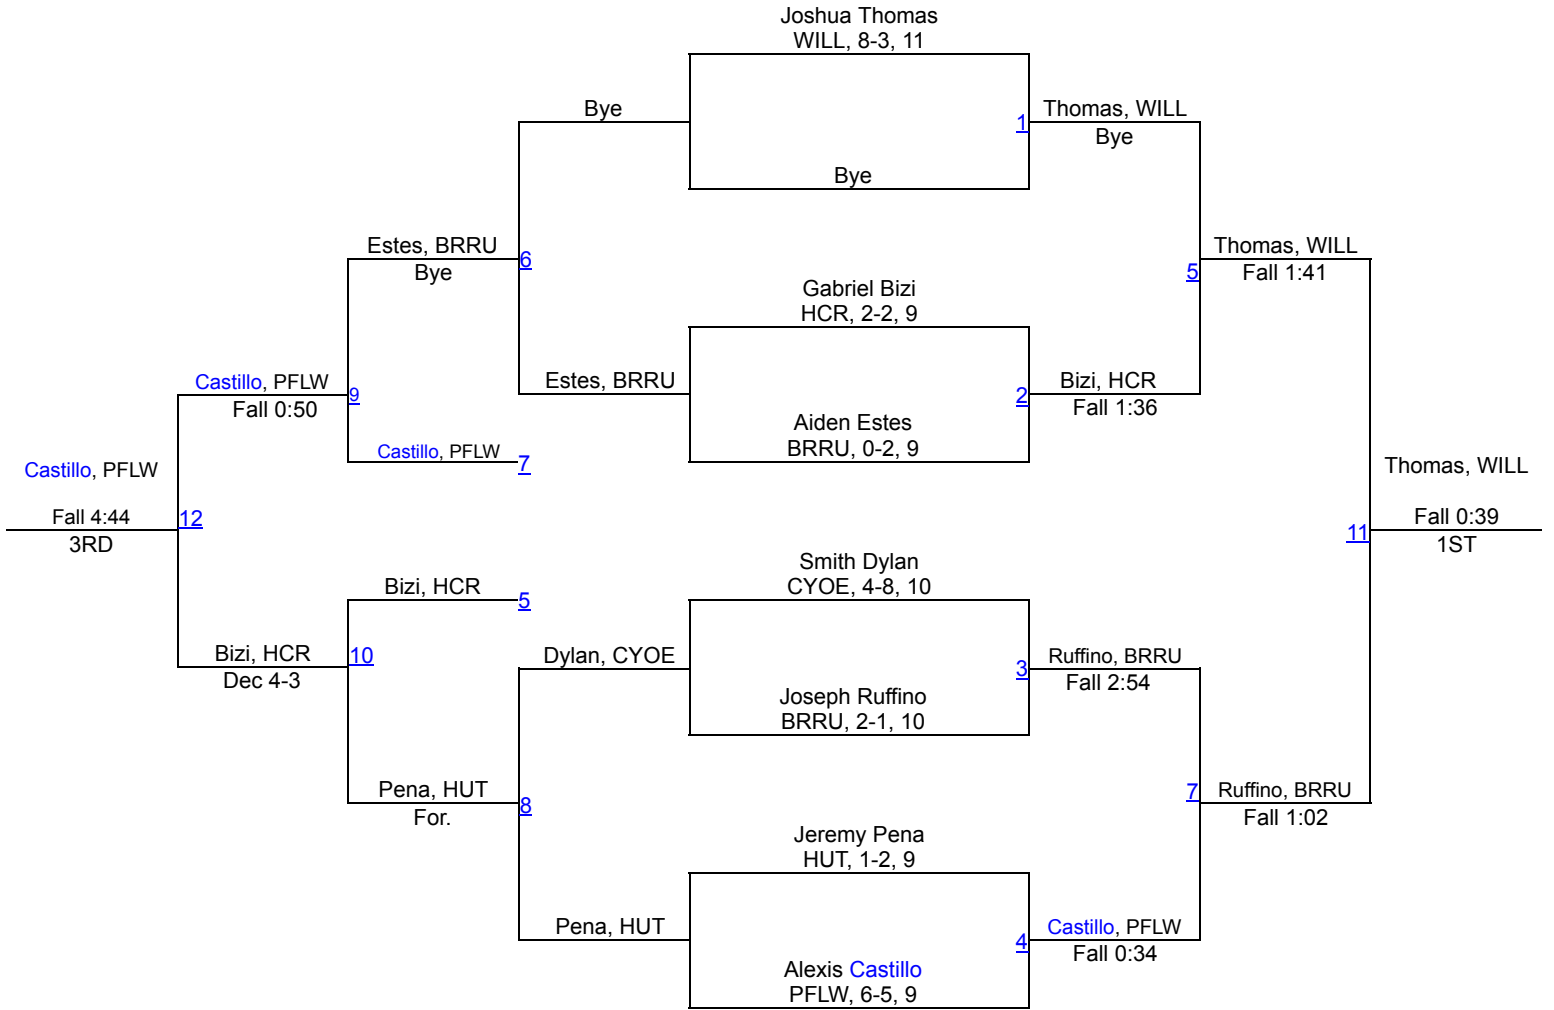 Joshua Thomas
WILL, 8-3, 11
Bye
1
Thomas, WILL
Bye
Bye
Estes, BRRU
Bye
6
Thomas, WILL
Fall 1:41
5
Gabriel Bizi
HCR, 2-2, 9
Castillo, PFLW
Fall 0:50
9
Estes, BRRU
2
Bizi, HCR
Fall 1:36
Aiden Estes
BRRU, 0-2, 9
Castillo, PFLW
7
Castillo, PFLW
Fall 4:44
3RD
12
Thomas, WILL
Fall 0:39
1ST
11
Smith Dylan
CYOE, 4-8, 10
Bizi, HCR
5
Bizi, HCR
Dec 4-3
10
Dylan, CYOE
3
Ruffino, BRRU
Fall 2:54
Joseph Ruffino
BRRU, 2-1, 10
Pena, HUT
For.
8
7
Ruffino, BRRU
Fall 1:02
Jeremy Pena
HUT, 1-2, 9
Pena, HUT
4
Castillo, PFLW
Fall 0:34
Alexis Castillo
PFLW, 6-5, 9